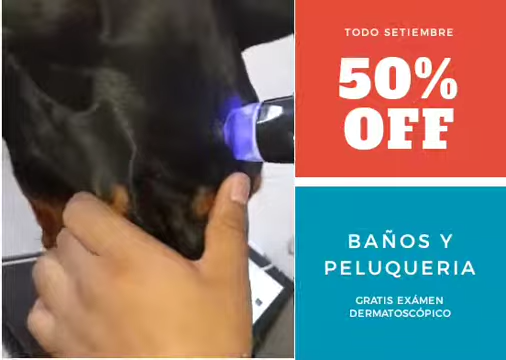 TODO SETIEMBRE
50%
OFF
BAÑOS Y
PELUQUERIA
GRATIS EXÁMEN
DERMATOSCÓPICO